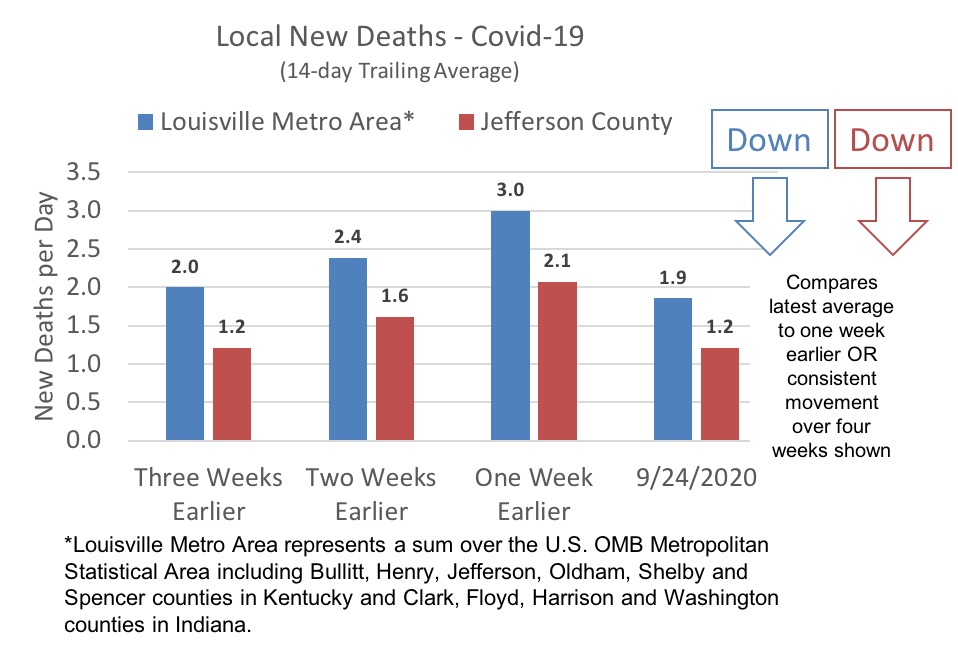 Local New Deaths - Covid-19
(14-day Trailing Average)
Louisville Metro Area* Jefferson County
Down Down
New Deaths per Day
3.5
3.0
2.5
2.0
1.5
1.0
0.5
0.0
2.0
1.2
2.4
1.6
3.0
2.1
1.9
1.2
Three Weeks
Earlier
Two Weeks
Earlier
One Week
Earlier
9/24/2020
Compares
latest average
to one week
earlier OR
consistent
movement
over four
weeks shown
*Louisville Metro Area represents a sum over the U.S. OMB Metropolitan
Statistical Area including Bullitt, Henry, Jefferson, Oldham, Shelby and
Spencer counties in Kentucky and Clark, Floyd, Harrison and Washington
counties in Indiana.